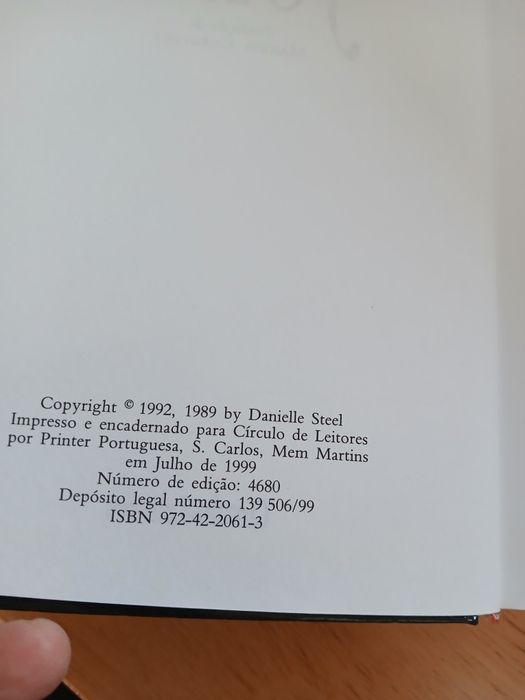 Copyright © 1992, 1989 by Danielle Steel
Impresso e encadernado para Círculo de Leitores
por Printer Portuguesa, S. Carlos, Mem Martins
em Julho de 1999
Número de edição: 4680
Depósito legal número 139 506/99
ISBN 972-42-2061-3